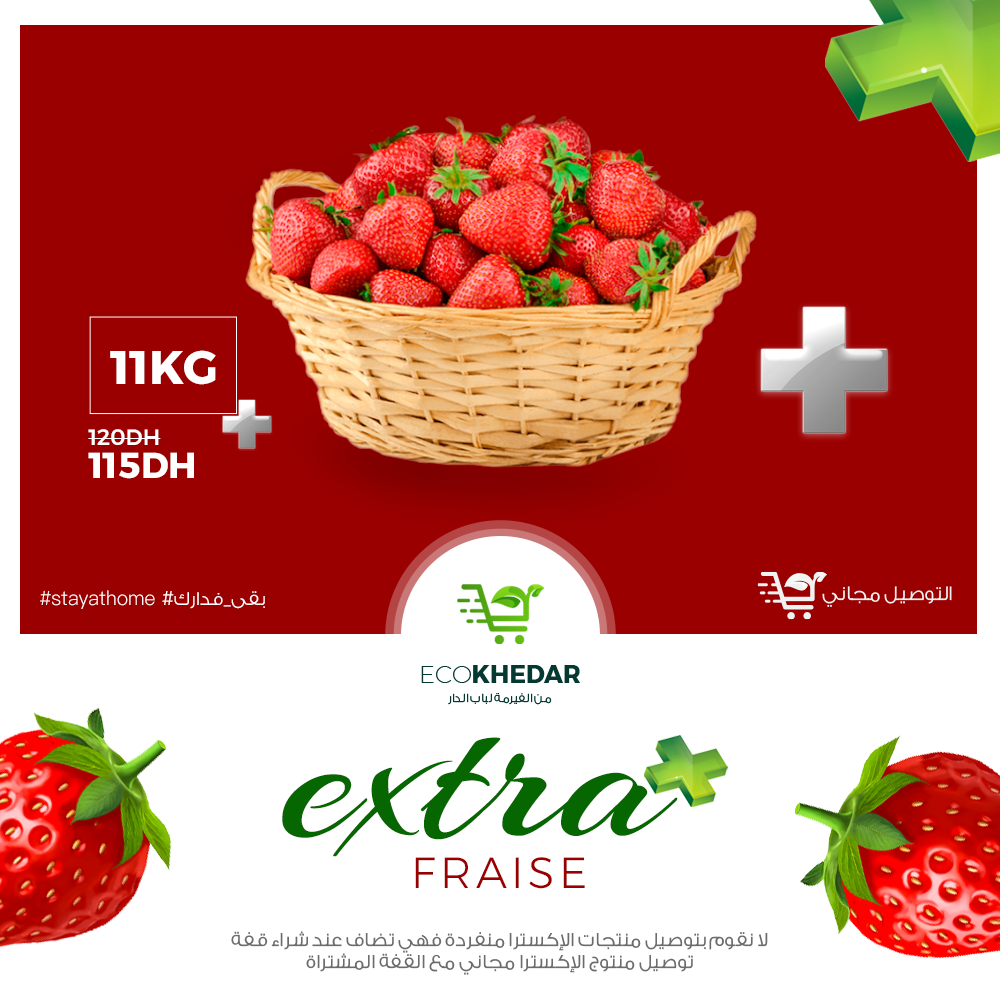 11KG
120DH
115DH
#stayathome #بقى_فدارك
التوصيل مجاني
ECOKHEDAR
من الفيرمة لباب الدار
extra+
FRAISE
لا نقوم بتوصيل منتجات الإكسترا منفردة فهي تضاف عند شراء قفة
توصيل منتوج الإكسترا مجاني مع القفة المشتراة